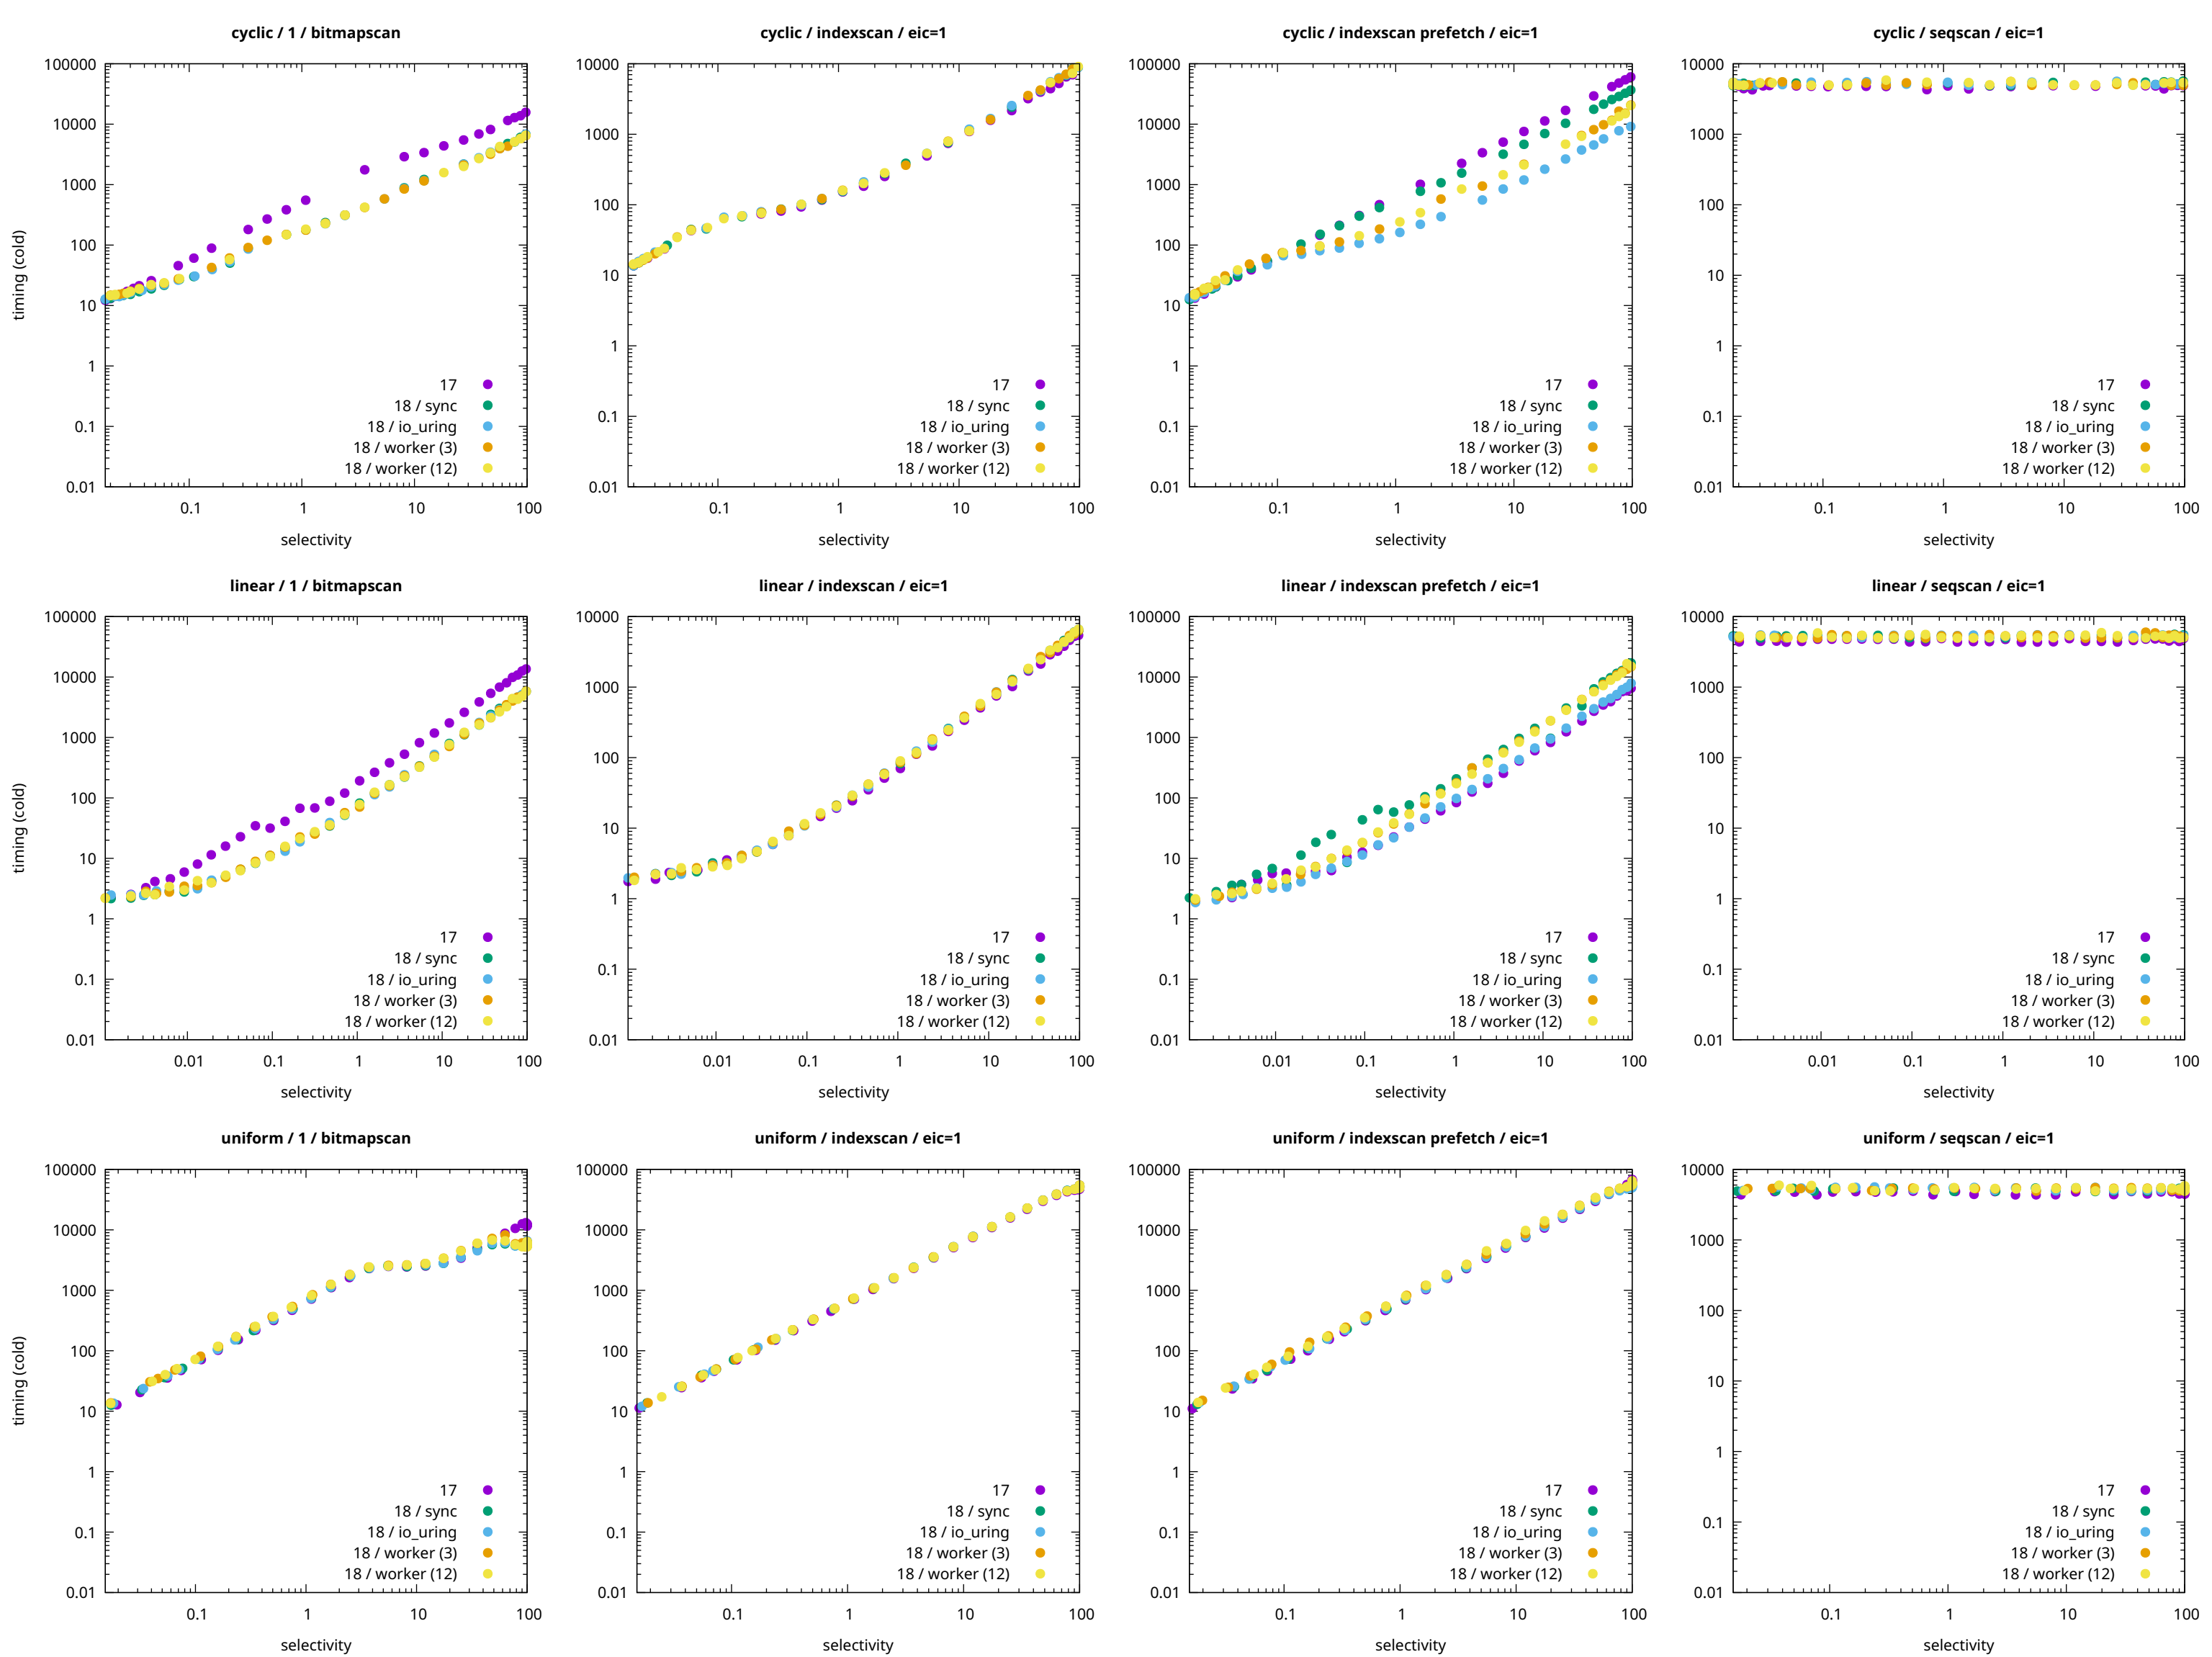 cyclic / 1 / bitmapscan
timing (cold)
100000
10000
1000
100
10
1
0.1
0.01
17
18 / sync
18 / io_uring
18 / worker (3)
18 / worker (12)
0.1 1 10 100
selectivity
cyclic / indexscan / eic=1
10000
1000
100
10
1
0.1
0.01
17
18 / sync
18 / io_uring
18 / worker (3)
18 / worker (12)
0.1 1 10 100
selectivity
cyclic / indexscan prefetch / eic=1
100000
10000
1000
100
10
1
0.1
0.01
17
18 / sync
18 / io_uring
18 / worker (3)
18 / worker (12)
0.1 1 10 100
selectivity
cyclic / seqscan / eic=1
10000
1000
100
10
1
0.1
0.01
17
18 / sync
18 / io_uring
18 / worker (3)
18 / worker (12)
0.1 1 10 100
selectivity
linear / 1 / bitmapscan
timing (cold)
100000
10000
1000
100
10
1
0.1
0.01
17
18 / sync
18 / io_uring
18 / worker (3)
18 / worker (12)
0.01 0.1 1 10 100
selectivity
linear / indexscan / eic=1
10000
1000
100
10
1
0.1
0.01
17
18 / sync
18 / io_uring
18 / worker (3)
18 / worker (12)
0.01 0.1 1 10 100
selectivity
linear / indexscan prefetch / eic=1
100000
10000
1000
100
10
1
0.1
0.01
17
18 / sync
18 / io_uring
18 / worker (3)
18 / worker (12)
0.01 0.1 1 10 100
selectivity
linear / seqscan / eic=1
10000
1000
100
10
1
0.1
0.01
17
18 / sync
18 / io_uring
18 / worker (3)
18 / worker (12)
0.01 0.1 1 10 100
selectivity
uniform / 1 / bitmapscan
timing (cold)
100000
10000
1000
100
10
1
0.1
0.01
17
18 / sync
18 / io_uring
18 / worker (3)
18 / worker (12)
0.1 1 10 100
selectivity
uniform / indexscan / eic=1
100000
10000
1000
100
10
1
0.1
0.01
17
18 / sync
18 / io_uring
18 / worker (3)
18 / worker (12)
0.1 1 10 100
selectivity
uniform / indexscan prefetch / eic=1
100000
10000
1000
100
10
1
0.1
0.01
17
18 / sync
18 / io_uring
18 / worker (3)
18 / worker (12)
0.1 1 10 100
selectivity
uniform / seqscan / eic=1
10000
1000
100
10
1
0.1
0.01
17
18 / sync
18 / io_uring
18 / worker (3)
18 / worker (12)
0.1 1 10 100
selectivity